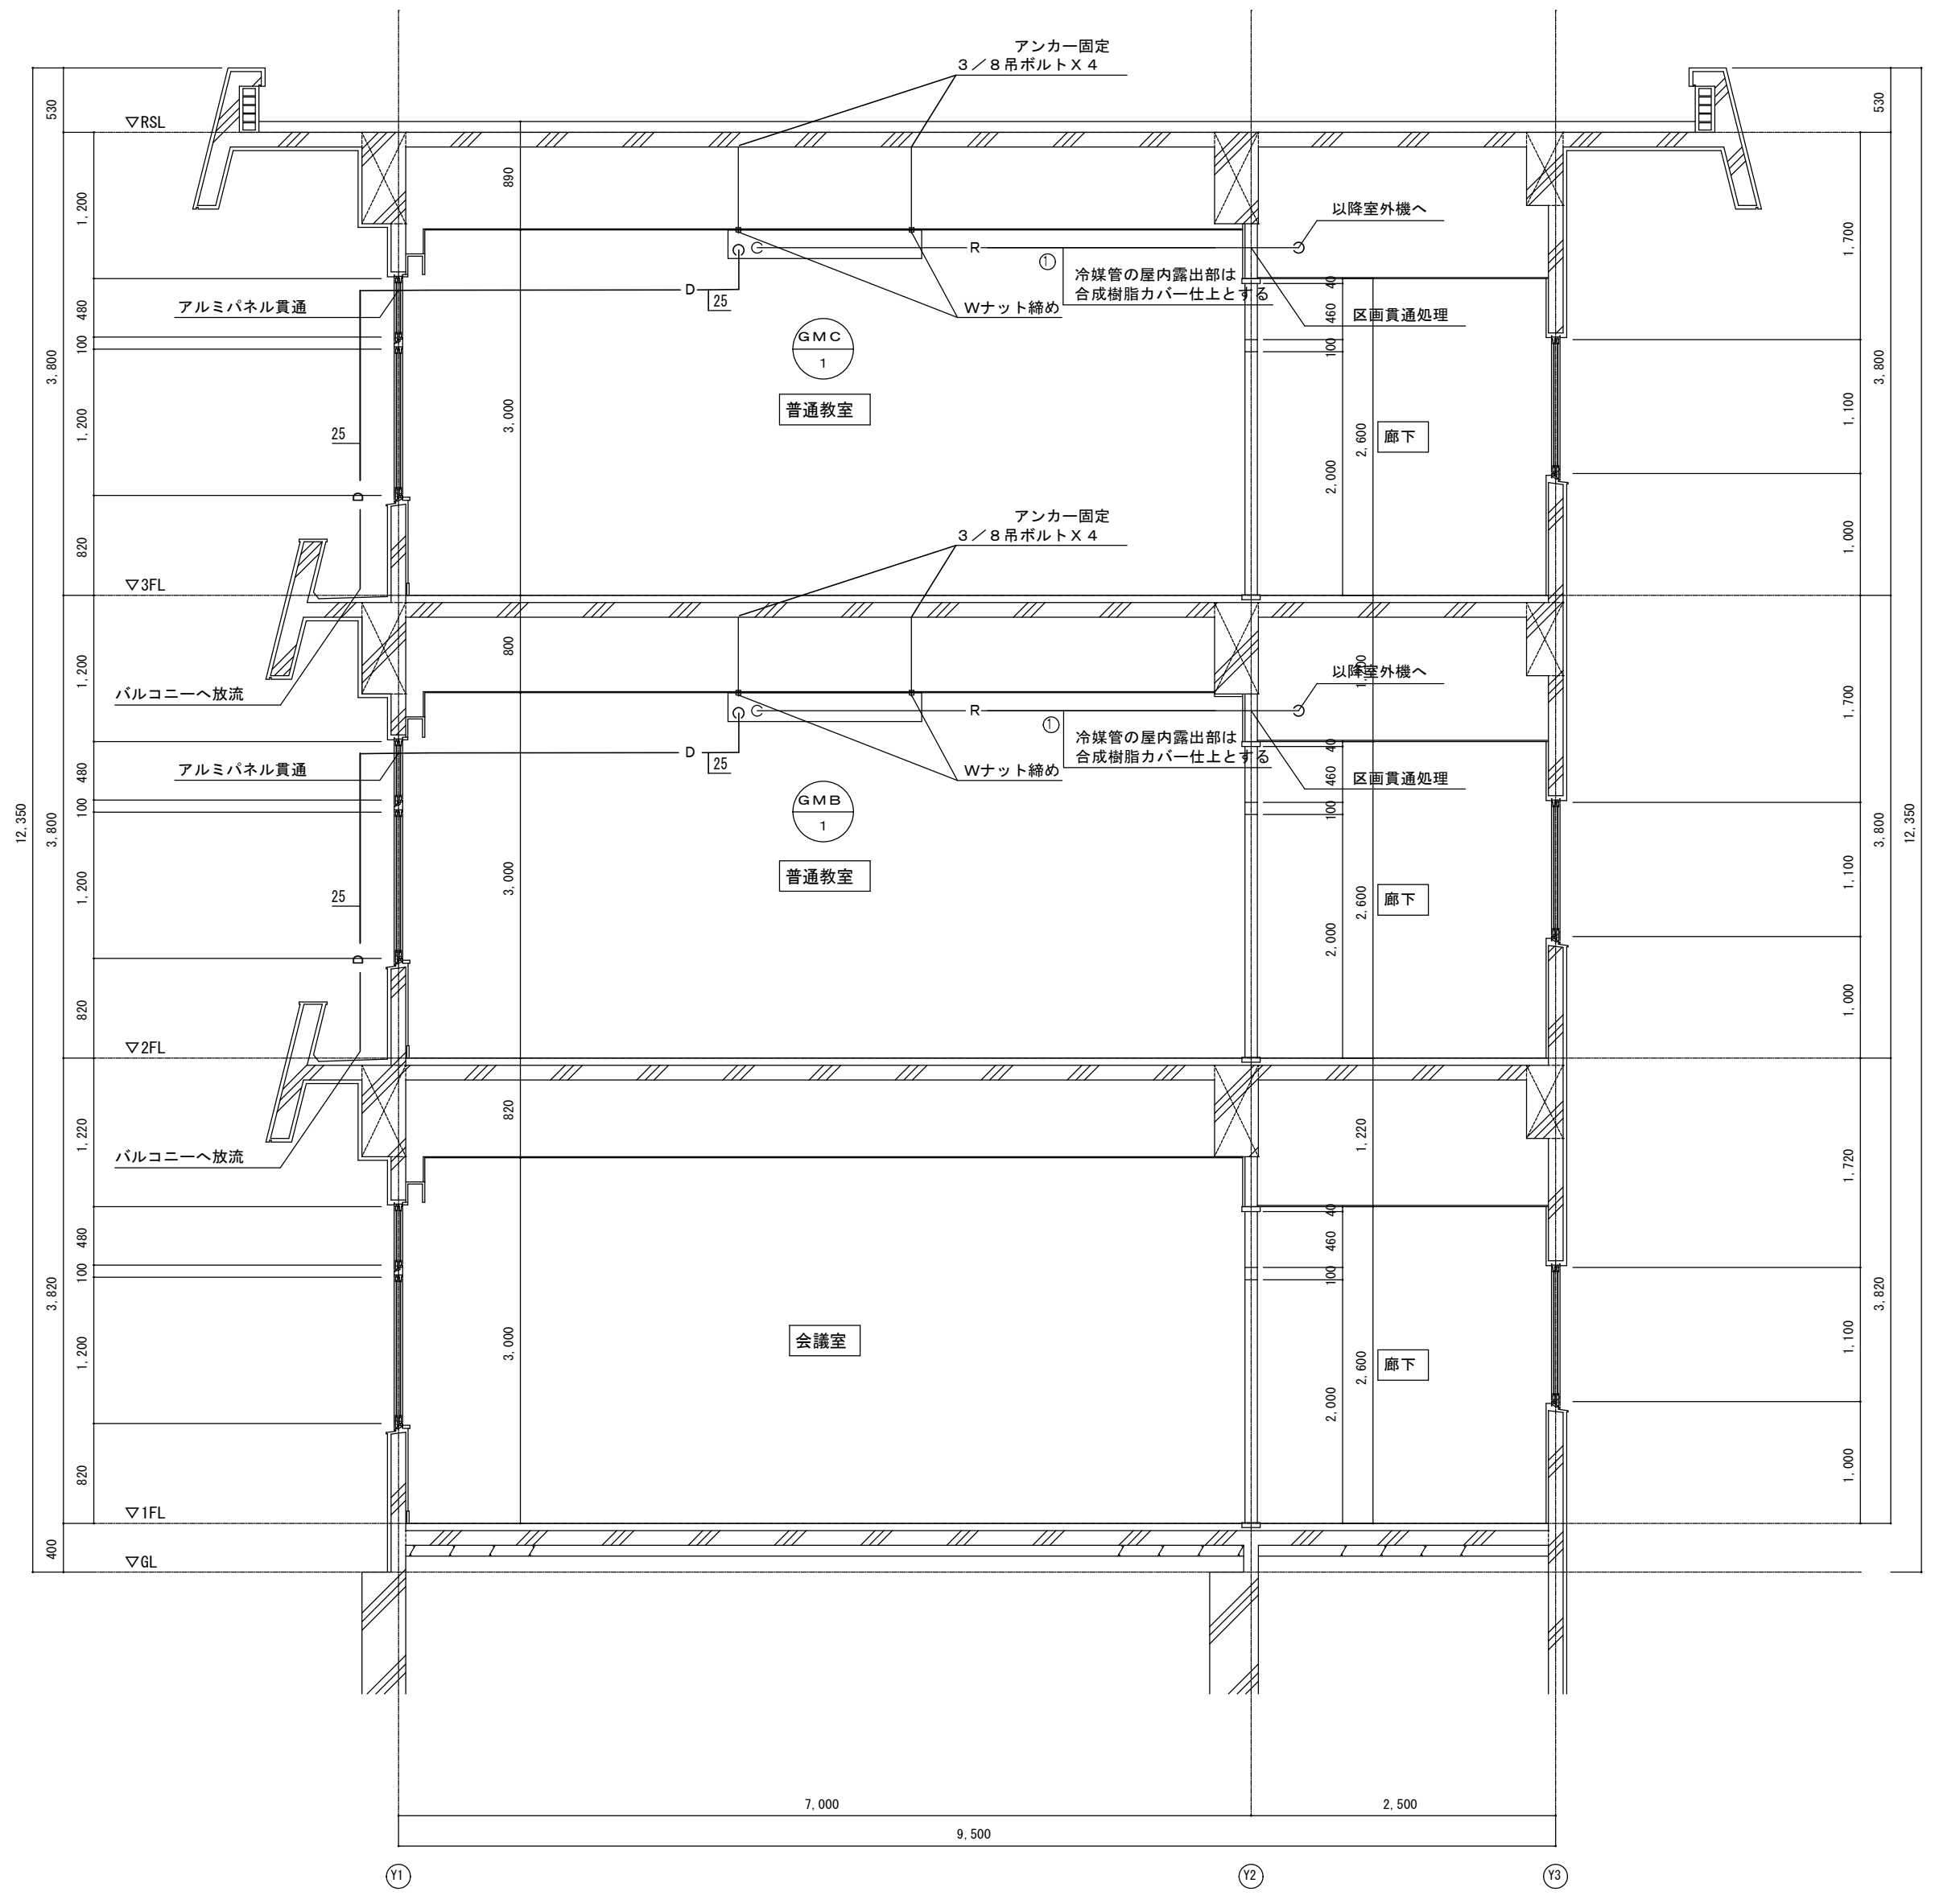 アンカー固定
3／8吊ボルトX4
530
530
▽RSL
890
1,200
以降室外機へ
1,700
R
①
冷媒管の屋内露出部は
合成樹脂カバー仕上とする
40
D
25
アルミパネル貫通
480
Wナット締め
460
区画貫通処理
GMC
1
100
100
3,800
3,800
普通教室
3,000
1,200
1,100
25
2,600
廊下
2,000
D
アンカー固定
3／8吊ボルトX4
820
1,000
▽3FL
800
1,200
1,200
以降室外機へ
バルコニーへ放流
1,700
R
①
冷媒管の屋内露出部は
合成樹脂カバー仕上とする
40
D
25
アルミパネル貫通
480
Wナット締め
460
区画貫通処理
GMB
1
100
100
12,350
3,800
3,800
12,350
普通教室
3,000
1,200
1,100
25
2,600
廊下
2,000
D
820
1,000
▽2FL
820
1,220
1,220
バルコニーへ放流
1,720
40
480
460
100
100
3,820
3,820
会議室
3,000
1,200
1,100
2,600
廊下
2,000
820
1,000
▽1FL
400
▽GL
7,000
2,500
9,500
Y1
Y2
Y3